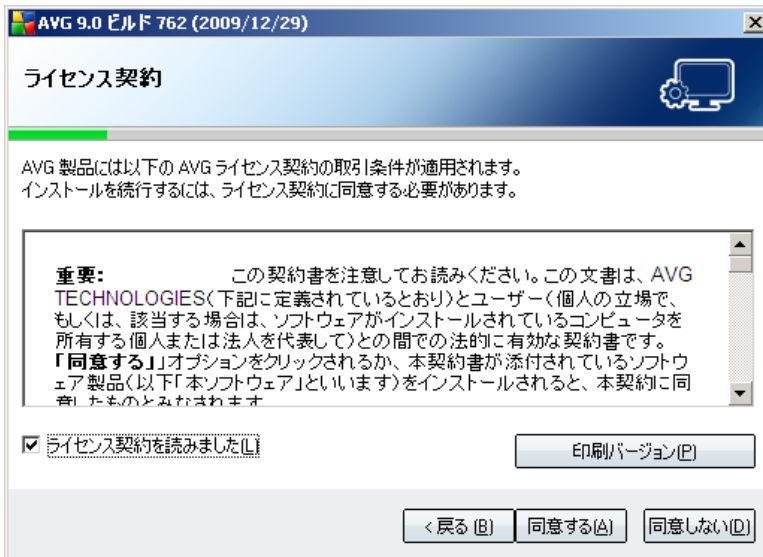 AVG 9.0 ビルド 762 (2009/12/29)
ライセンス契約
AVG 製品には以下の AVG ライセンス契約の取引条件が適用されます。
インストールを続行するには、ライセンス契約に同意する必要があります。
重要: この契約書を注意してお読みください。この文書は、AVG
TECHNOLOGIES(下記に定義されているとおり)とユーザー(個人の立場で、
もしくは、該当する場合は、ソフトウェアがインストールされているコンピュータを
所有する個人または法人を代表して)との間での法的に有効な契約書です。
「同意する」」オプションをクリックされるか、本契約書が添付されているソフトウ
ェア製品(以下「本ソフトウェア」といいます)をインストールされると、本契約に同
意したものとみなされます
ライセンス契約を読みました(L)
印刷バージョン(P)
< 戻る (B)
同意する(A)
同意しない(D)